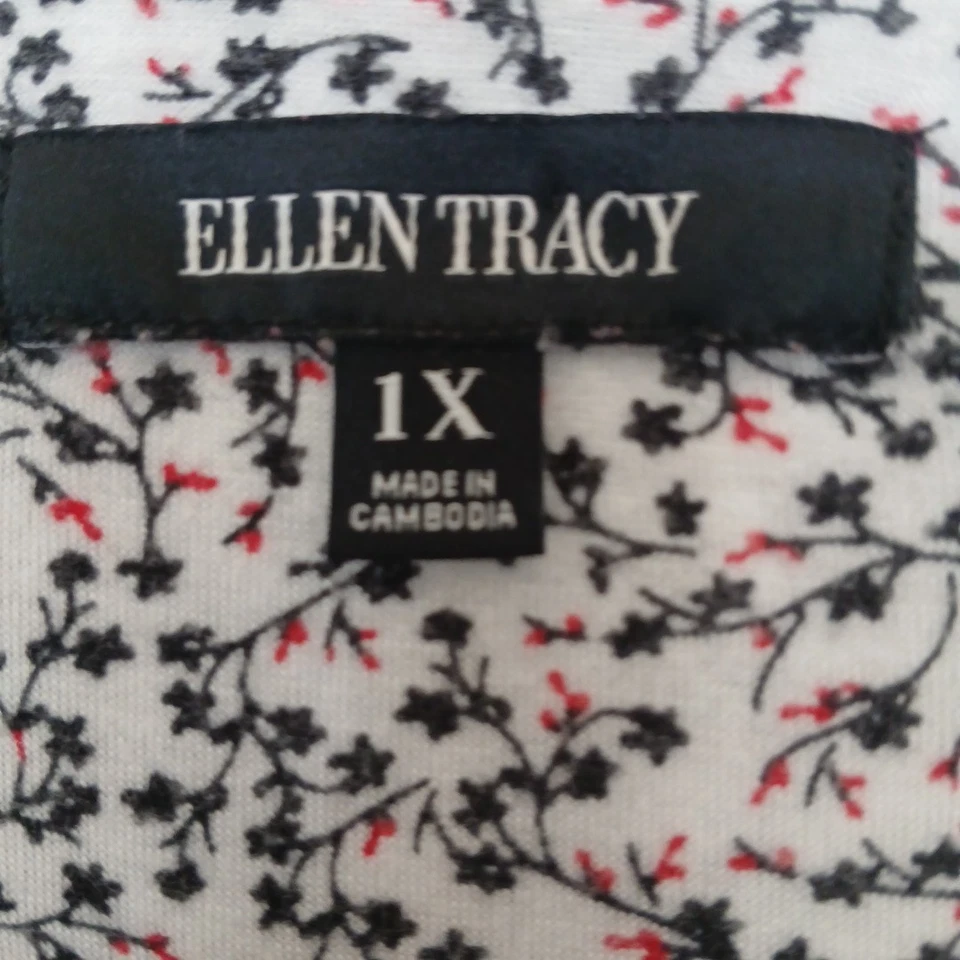 ELLEN TRACY
1X
MADE IN
CAMBODIA